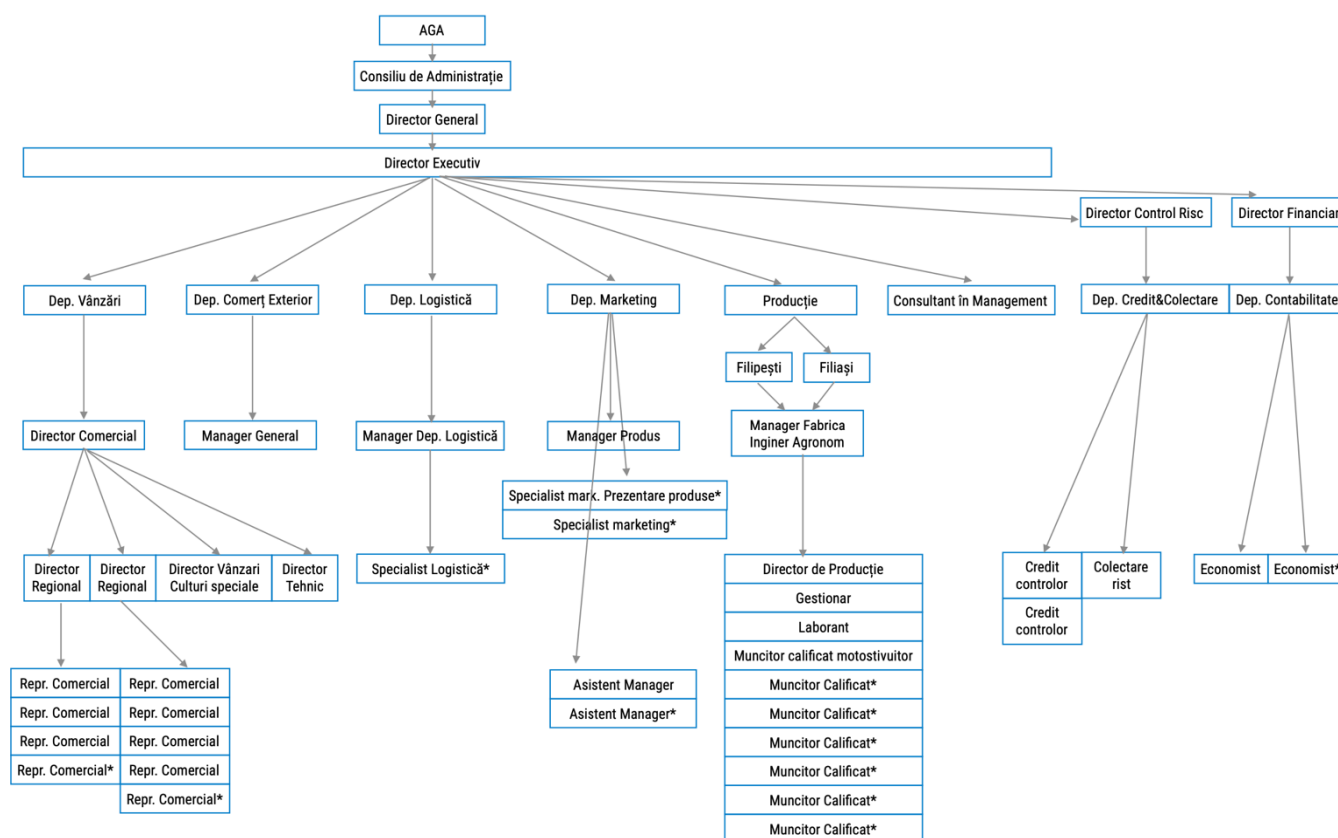 AGA
Consiliu de Administrație
Director General
Director Executiv
Director Control Risc
Director Financiar
Dep. Vânzări
Dep. Comerț Exterior
Dep. Logistică
Dep. Marketing
Producție
Consultant în Management
Dep. Credit&Colectare
Dep. Contabilitate
Filipești
Filiași
Director Comercial
Manager General
Manager Dep. Logistică
Manager Produs
Manager Fabrica
Inginer Agronom
Specialist mark. Prezentare produse*
Specialist marketing*
Director
Regional
Director
Regional
Director Vânzari
Culturi speciale
Director
Tehnic
Specialist Logistică*
Director de Producție
Gestionar
Laborant
Muncitor calificat motostivuitor
Muncitor Calificat*
Muncitor Calificat*
Muncitor Calificat*
Muncitor Calificat*
Muncitor Calificat*
Muncitor Calificat*
Credit
controlor
Colectare
rist
Credit
controlor
Economist
Economist*
Repr. Comercial
Repr. Comercial
Repr. Comercial
Repr. Comercial*
Repr. Comercial
Repr. Comercial
Repr. Comercial
Repr. Comercial
Repr. Comercial*
Asistent Manager
Asistent Manager*